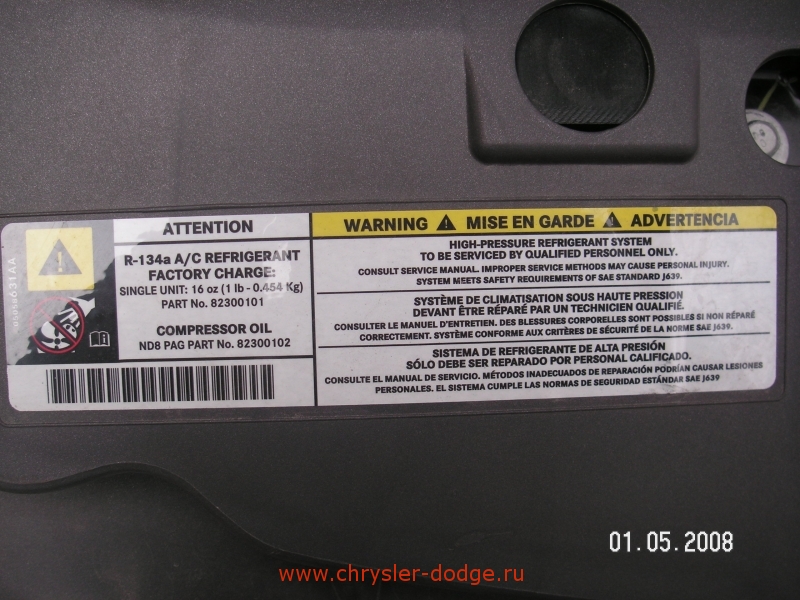 ATTENTION
R-134a A/C REFRIGERANT
FACTORY CHARGE:
SINGLE UNIT: 16 oz (1 lb - 0.454 Kg)
PART No. 82300101
COMPRESSOR OIL
ND8 PAG PART No. 82300102
WARNING MISE EN GARDE ADVERTENCIA
HIGH-PRESSURE REFRIGERANT SYSTEM
TO BE SERVICED BY QUALIFIED PERSONNEL ONLY.
CONSULT SERVICE MANUAL. IMPROPER SERVICE METHODS MAY CAUSE PERSONAL INJURY.
SYSTEM MEETS SAFETY REQUIREMENTS OF SAE STANDARD J639.
SYSTÈME DE CLIMATISATION SOUS HAUTE PRESSION
DEVANT ÊTRE RÉPARÉ PAR UN TECHNICIEN QUALIFIÉ.
CONSULTER LE MANUEL D'ENTRETIEN. DES BLESSURES CORPORELLES SONT POSSIBLES SI NON RÉPARÉ
CORRECTEMENT. SYSTÈME CONFORME AUX CRITÈRES DE SÉCURITÉ DE LA NORME SAE J639.
SISTEMA DE REFRIGERANTE DE ALTA PRESIÓN
SÓLO DEBE SER REPARADO POR PERSONAL CALIFICADO.
CONSULTE EL MANUAL DE SERVICIO. MÉTODOS INADECUADOS DE REPARACIÓN PODRÍAN CAUSAR LESIONES
PERSONALES. EL SISTEMA CUMPLE LAS NORMAS DE SEGURIDAD ESTÁNDAR SAE J639
01.05.2008
www.chrysler-dodge.ru